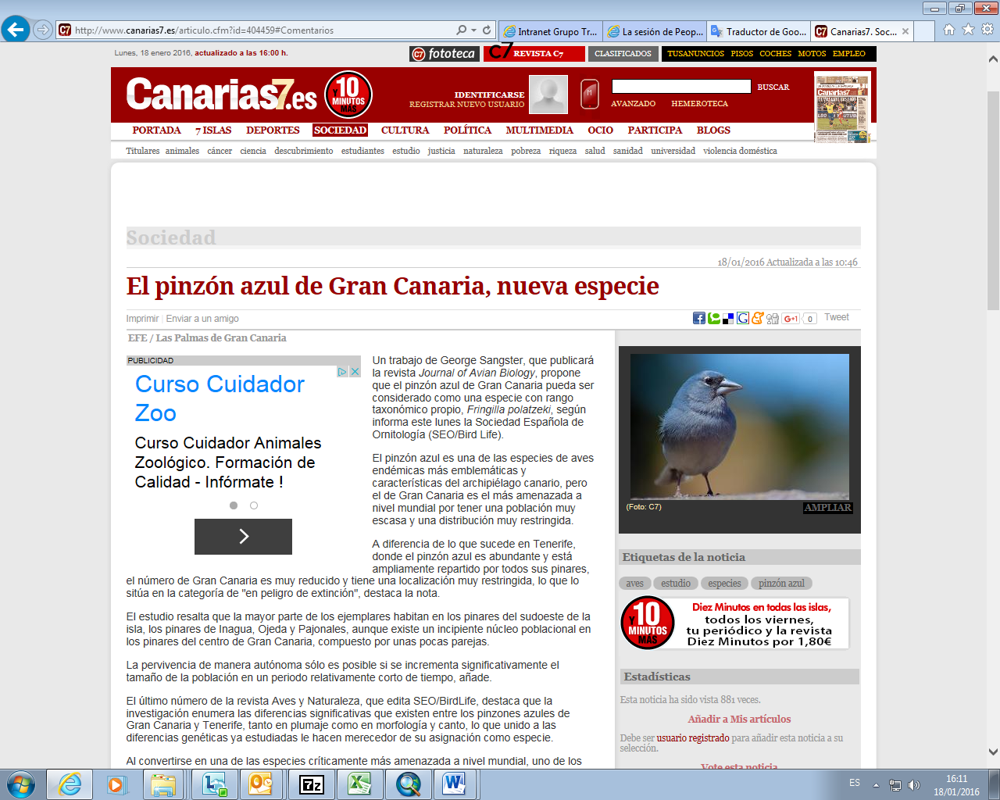 http://www.canarias7.es/articulo.cfm?id=404459#Comentarios
Intranet Grupo Tr...
La sesión de Peop...
Traductor de Goo...
C7 Canarias7. Soc...
Lunes, 18 enero 2016, actualizado a las 16:00 h.
C7 fototeca
C7 REVISTA C7
CLASIFICADOS
TUSANUNCIOS PISOS COCHES MOTOS EMPLEO
Canarias7.es
10 Y MINUTOS MÁS
IDENTIFICARSE
REGISTRAR NUEVO USUARIO
BUSCAR
AVANZADO HEMEROTECA
PORTADA 7 ISLAS DEPORTES SOCIEDAD CULTURA POLÍTICA MULTIMEDIA OCIO PARTICIPA BLOGS
Titulares animales cáncer ciencia descubrimiento estudiantes estudio justicia naturaleza pobreza riqueza salud sanidad universidad violencia doméstica
Sociedad
18/01/2016 Actualizada a las 10:46
El pinzón azul de Gran Canaria, nueva especie
Imprimir | Enviar a un amigo
G+1 0 Tweet
EFE / Las Palmas de Gran Canaria
PUBLICIDAD
Curso Cuidador
Zoo
Curso Cuidador Animales
Zoológico. Formación de
Calidad - Infórmate !
Un trabajo de George Sangster, que publicará
la revista Journal of Avian Biology, propone
que el pinzón azul de Gran Canaria pueda ser
considerado como una especie con rango
taxonómico propio, Fringilla polatzeki, según
informa este lunes la Sociedad Española de
Ornitología (SEO/Bird Life).
El pinzón azul es una de las especies de aves
endémicas más emblemáticas y
características del archipiélago canario, pero
el de Gran Canaria es el más amenazada a
nivel mundial por tener una población muy
escasa y una distribución muy restringida.
A diferencia de lo que sucede en Tenerife,
donde el pinzón azul es abundante y está
ampliamente repartido por todos sus pinares,
el número de Gran Canaria es muy reducido y tiene una localización muy restringida, lo que lo
sitúa en la categoría de "en peligro de extinción", destaca la nota.
El estudio resalta que la mayor parte de los ejemplares habitan en los pinares del sudoeste de la
isla, los pinares de Inagua, Ojeda y Pajonales, aunque existe un incipiente núcleo poblacional en
los pinares del centro de Gran Canaria, compuesto por unas pocas parejas.
La pervivencia de manera autónoma sólo es posible si se incrementa significativamente el
tamaño de la población en un periodo relativamente corto de tiempo, añade.
El último número de la revista Aves y Naturaleza, que edita SEO/BirdLife, destaca que la
investigación enumera las diferencias significativas que existen entre los pinzones azules de
Gran Canaria y Tenerife, tanto en plumaje como en morfología y canto, lo que unido a las
diferencias genéticas ya estudiadas le hacen merecedor de su asignación como especie.
Al convertirse en una de las especies críticamente más amenazada a nivel mundial, uno de los
(Foto: C7)
AMPLIAR
Etiquetas de la noticia
aves estudio especies pinzón azul
10 Y MINUTOS MÁS
Diez Minutos en todas las islas,
todos los viernes,
tu periódico y la revista
Diez Minutos por 1,80€
Estadísticas
Esta noticia ha sido vista 881 veces.
Añadir a Mis artículos
Debe ser usuario registrado para añadir esta noticia a su
selección.
Vote esta noticia
ES
16:11
18/01/2016